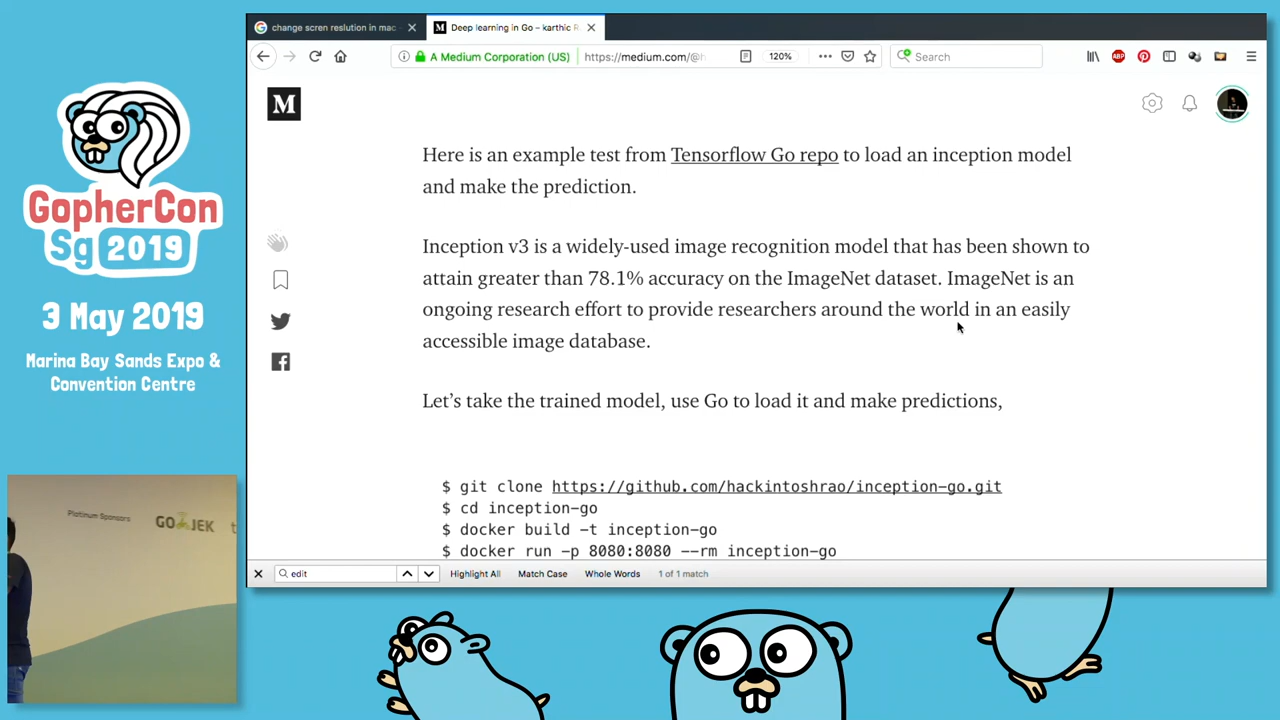 GopherCon
Sg 2019
3 May 2019
Marina Bay Sands Expo &
Convention Centre
Platinum Sponsors
GO JEK
change scren reslution in mac
M Deep learning in Go – karthic R
A Medium Corporation (US)
https://medium.com/@h
120%
Search
ABP
M
Here is an example test from Tensorflow Go repo to load an inception model
and make the prediction.
Inception v3 is a widely-used image recognition model that has been shown to
attain greater than 78.1% accuracy on the ImageNet dataset. ImageNet is an
ongoing research effort to provide researchers around the world in an easily
accessible image database.
Let’s take the trained model, use Go to load it and make predictions,
$ git clone https://github.com/hackintoshrao/inception-go.git
$ cd inception-go
$ docker build -t inception-go
$ docker run -p 8080:8080 --rm inception-go
edit
Highlight All
Match Case
Whole Words
1 of 1 match